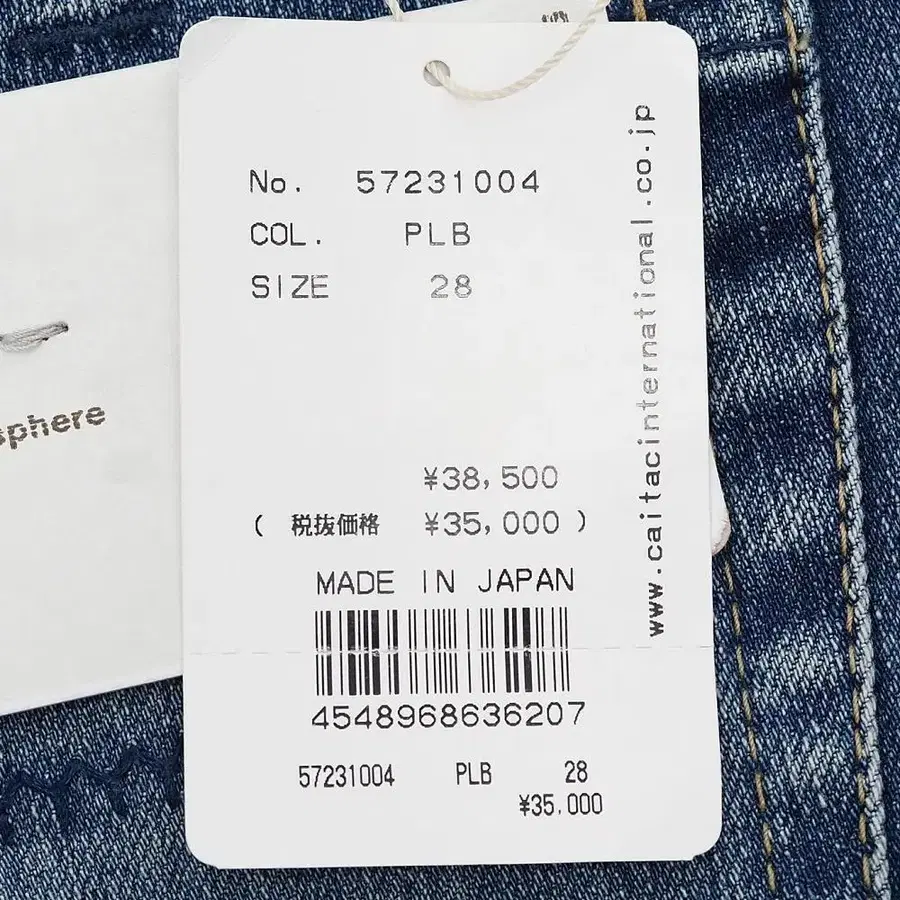 No. 57231004
COL. PLB
SIZE 28
www.caitacinternational.co.jp
sphere
¥38,500
( 税抜価格 ¥35,000 )
MADE IN JAPAN
4548968636207
57231004 PLB 28
¥35,000